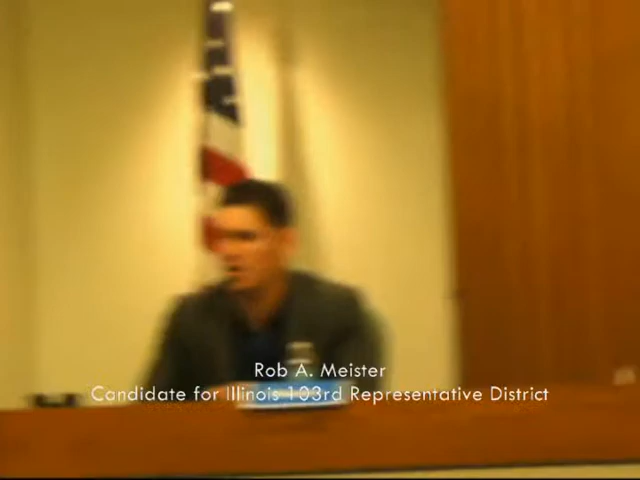 Rob A. Meister
Candidate for Illinois 103rd Representative District